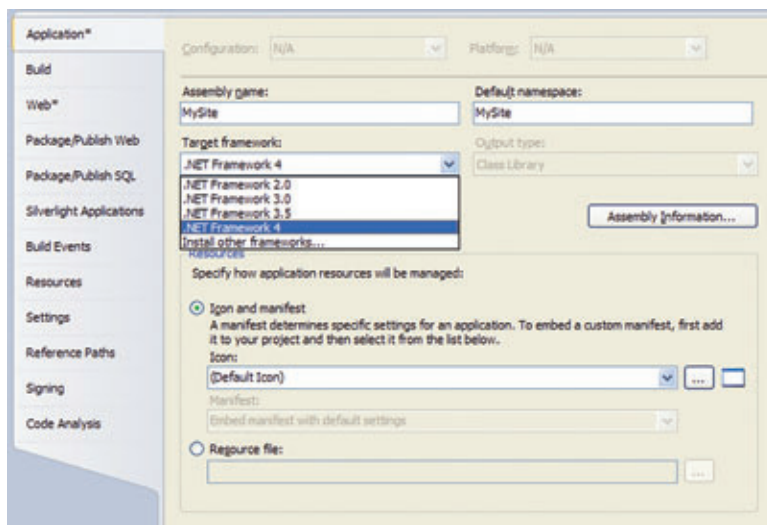 Application*
Build
Web*
Package/Publish Web
Package/Publish SQL
Silverlight Applications
Build Events
Resources
Settings
Reference Paths
Signing
Code Analysis
Configuration: N/A Platform: N/A
Assembly name: Default namespace:
MySite MySite
Target framework: Output type:
.NET Framework 4 Class Library
.NET Framework 2.0
.NET Framework 3.0
.NET Framework 3.5
.NET Framework 4
Install other frameworks...
Assembly Information...
Resources
Specify how application resources will be managed:
Icon and manifest
A manifest determines specific settings for an application. To embed a custom manifest, first add
it to your project and then select it from the list below.
Icon:
(Default Icon) ...
Manifest:
Embed manifest with default settings
Resource file:
...